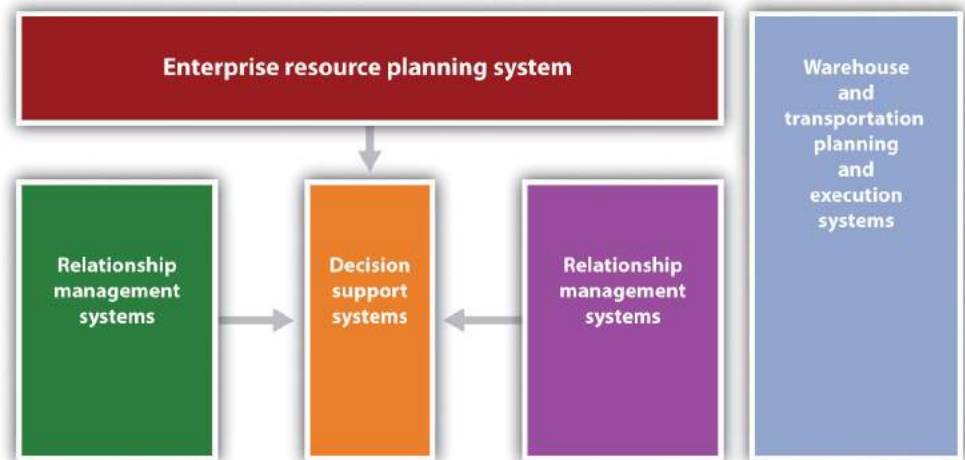 Enterprise resource planning system
Warehouse
and
transportation
planning
and
execution
systems
Relationship
management
systems
Decision
support
systems
Relationship
management
systems